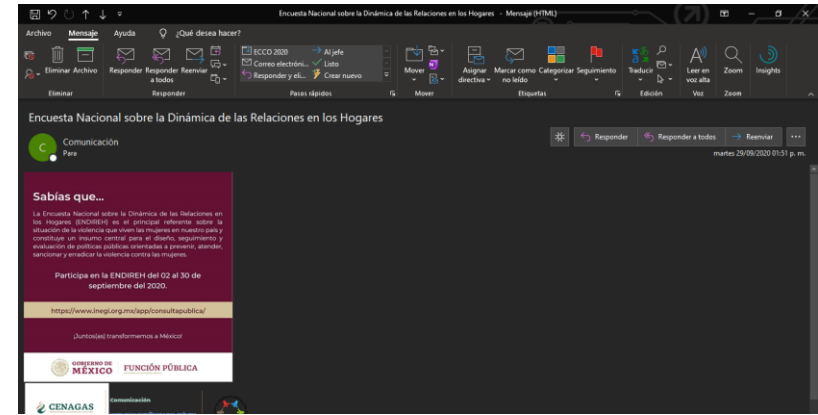 Encuesta Nacional sobre la Dinámica de las Relaciones en los Hogares - Mensaje (HTML)
Archivo Mensaje Ayuda ¿Qué desea hacer?
Eliminar Archivo
Responder Responder a todos Reenviar
ECCO 2020 Al jefe
Correo electróni... Listo
Responder y eli... Crear nuevo
Mover
Asignar directiva Marcar como no leído Categorizar Seguimiento
Traducir
Leer en voz alta
Zoom
Insights
Eliminar Responder Pasos rápidos Mover Etiquetas Edición Voz Zoom
Encuesta Nacional sobre la Dinámica de las Relaciones en los Hogares
C
Comunicación
Para
Responder Responder a todos Reenviar ...
martes 29/09/2020 01:51 p. m.
Sabías que...
La Encuesta Nacional sobre la Dinámica de las Relaciones en
los Hogares (ENDIREH) es el principal referente sobre la
situación de la violencia que viven las mujeres en nuestro país y
constituye un insumo central para el diseño, seguimiento y
evaluación de políticas públicas orientadas a prevenir, atender,
sancionar y erradicar la violencia contra las mujeres.
Participa en la ENDIREH del 02 al 30 de
septiembre del 2020.
https://www.inegi.org.mx/app/consultapublica/
¡Juntos(as) transformemos a México!
GOBIERNO DE
MÉXICO
FUNCIÓN PÚBLICA
CENAGAS
Comunicación